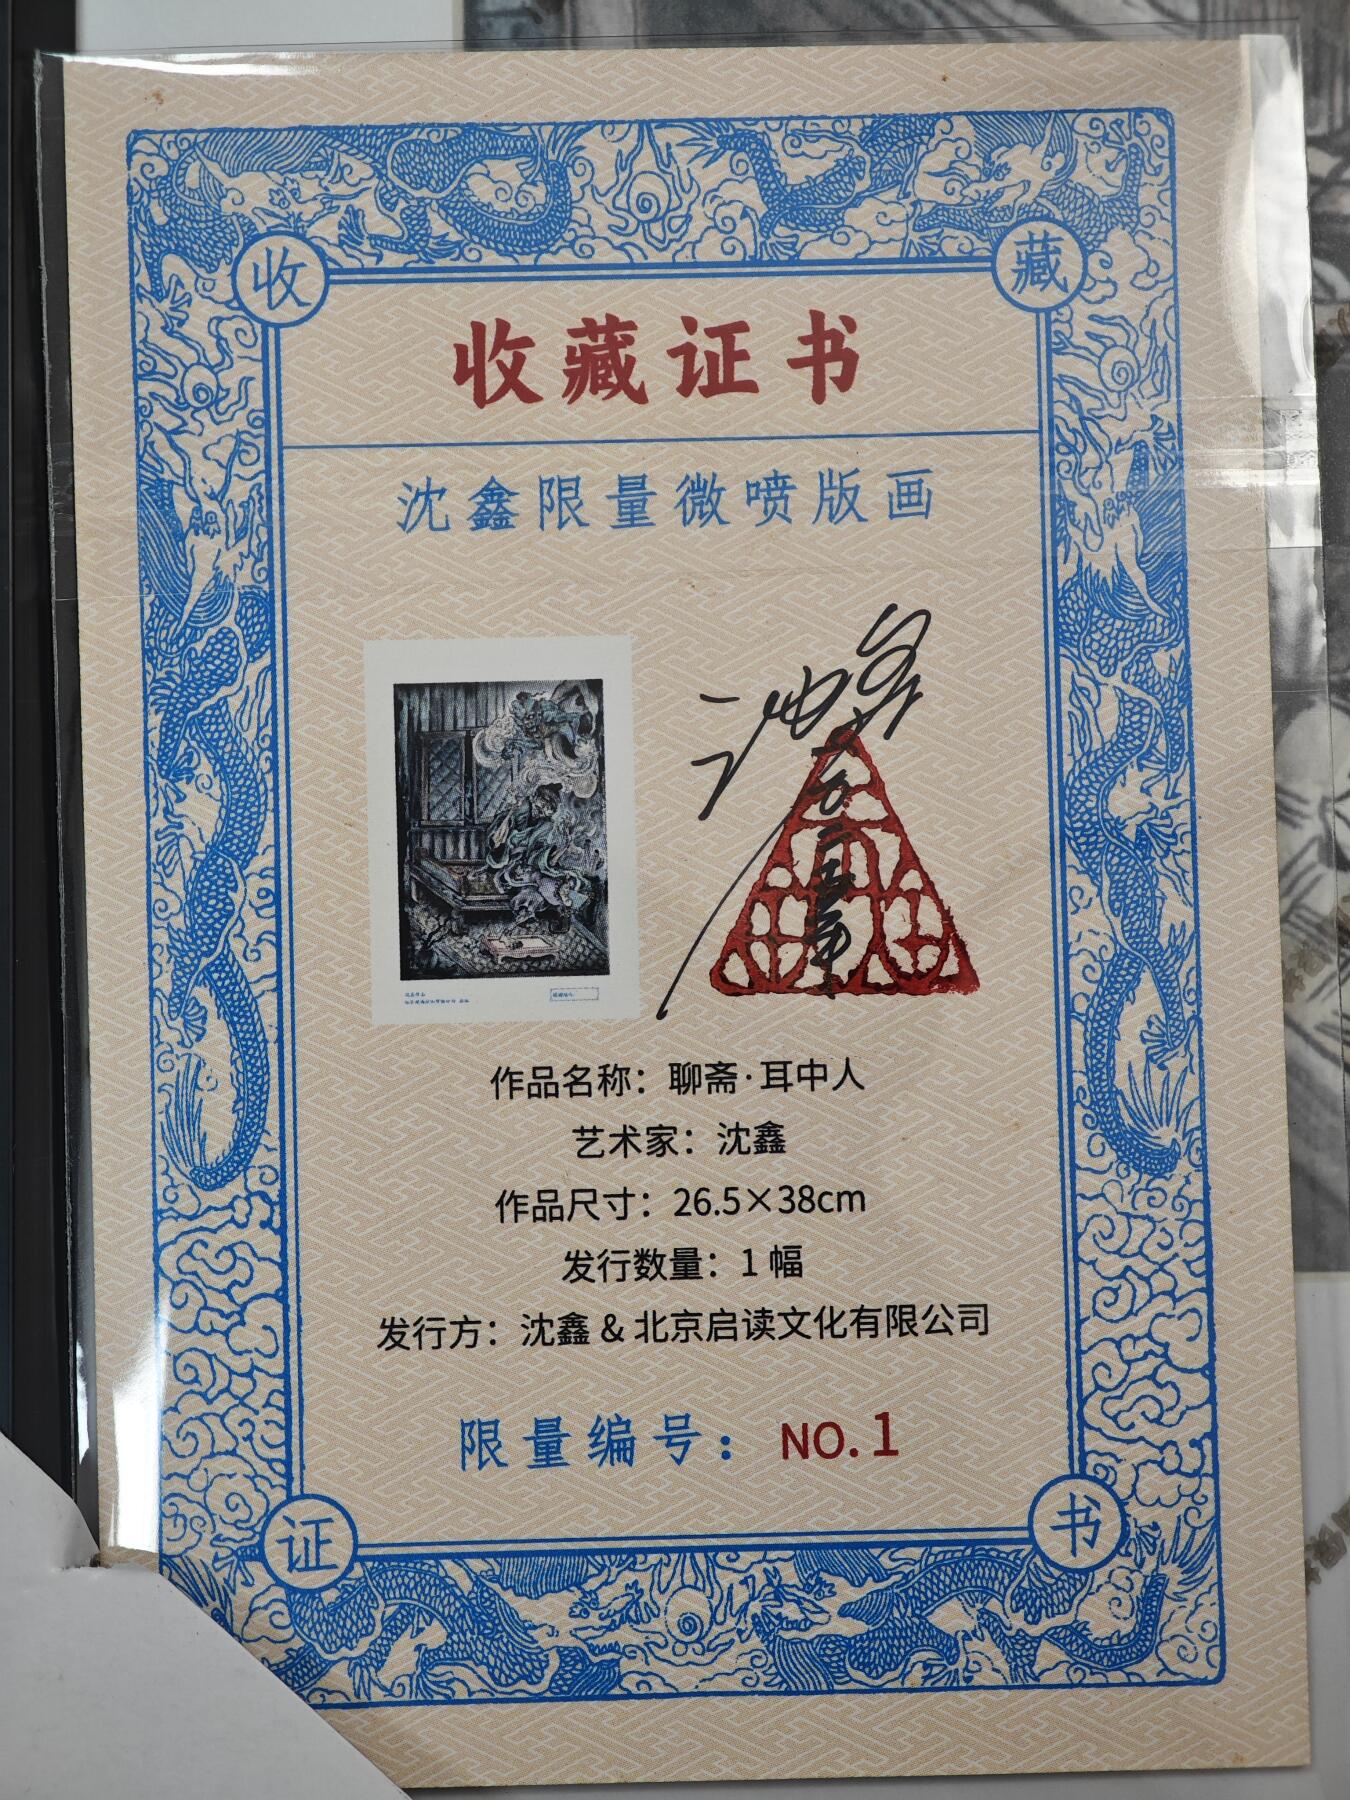 收
藏
收藏证书
沈鑫限量微喷版画
沈鑫
作品名称：聊斋·耳中人
艺术家：沈鑫
作品尺寸：26.5×38cm
发行数量：1 幅
发行方：沈鑫 & 北京启读文化有限公司
限量编号：NO.1
证
书